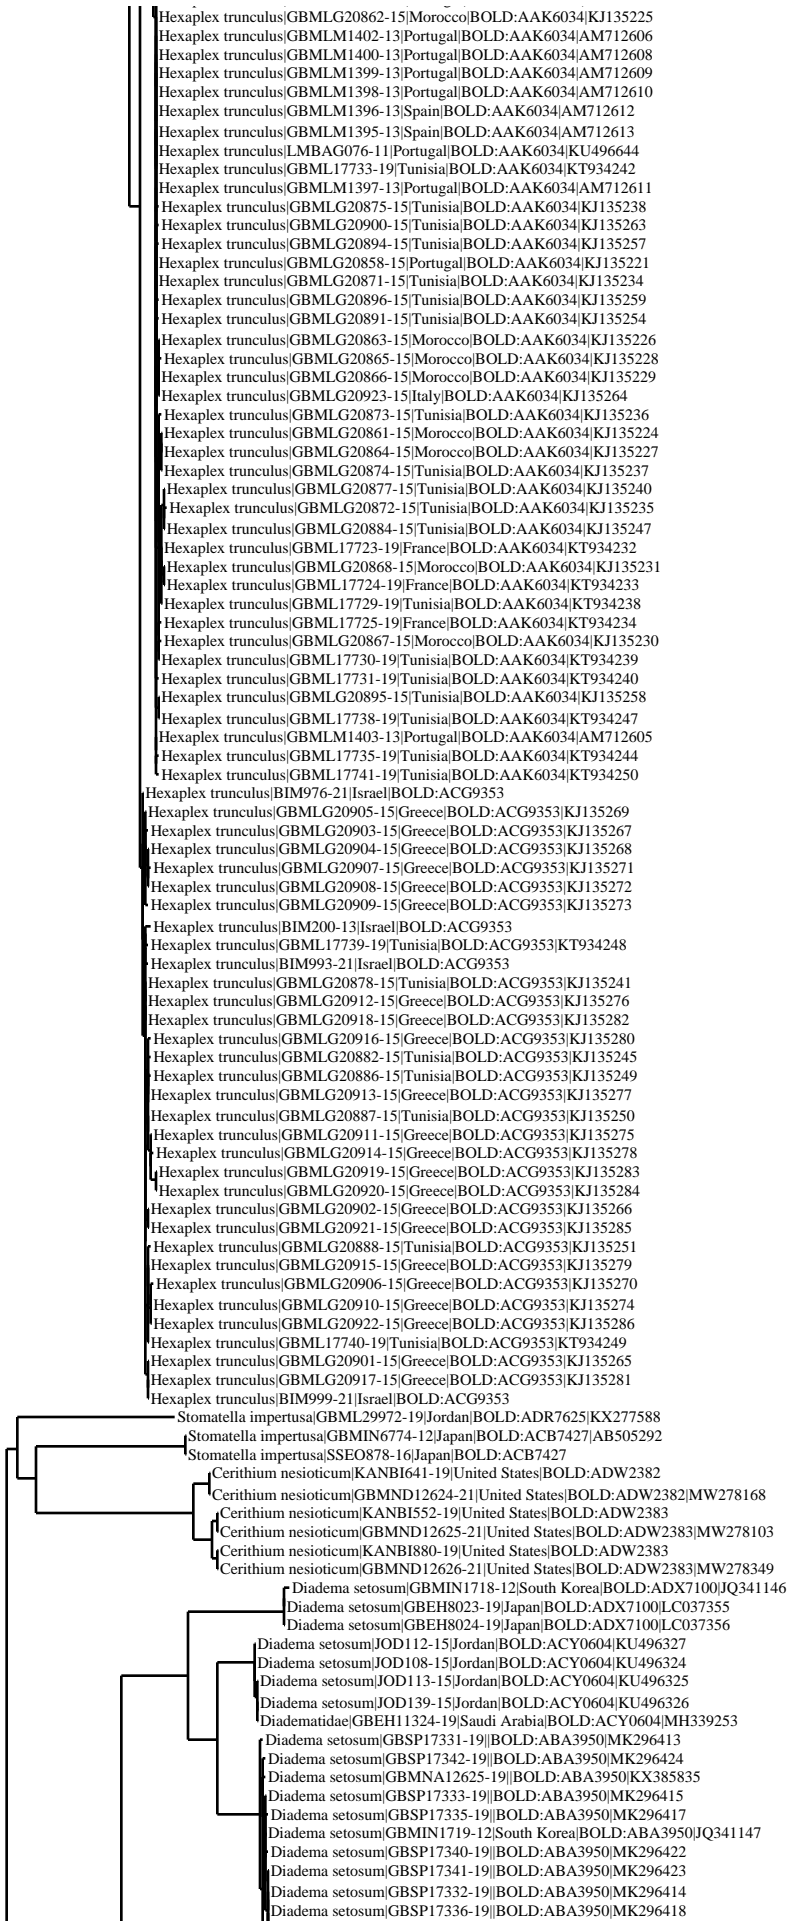 Hexaplex trunculus|GBMLG20862-15|Morocco|BOLD:AAK6034|KJ135225
Hexaplex trunculus|GBMLM1402-13|Portugal|BOLD:AAK6034|AM712606
Hexaplex trunculus|GBMLM1400-13|Portugal|BOLD:AAK6034|AM712608
Hexaplex trunculus|GBMLM1399-13|Portugal|BOLD:AAK6034|AM712609
Hexaplex trunculus|GBMLM1398-13|Portugal|BOLD:AAK6034|AM712610
Hexaplex trunculus|GBMLM1396-13|Spain|BOLD:AAK6034|AM712612
Hexaplex trunculus|GBMLM1395-13|Spain|BOLD:AAK6034|AM712613
Hexaplex trunculus|LMBAG076-11|Portugal|BOLD:AAK6034|KU496644
Hexaplex trunculus|GBML17733-19|Tunisia|BOLD:AAK6034|KT934242
Hexaplex trunculus|GBMLM1397-13|Portugal|BOLD:AAK6034|AM712611
Hexaplex trunculus|GBMLG20875-15|Tunisia|BOLD:AAK6034|KJ135238
Hexaplex trunculus|GBMLG20900-15|Tunisia|BOLD:AAK6034|KJ135263
Hexaplex trunculus|GBMLG20894-15|Tunisia|BOLD:AAK6034|KJ135257
Hexaplex trunculus|GBMLG20858-15|Portugal|BOLD:AAK6034|KJ135221
Hexaplex trunculus|GBMLG20871-15|Tunisia|BOLD:AAK6034|KJ135234
Hexaplex trunculus|GBMLG20896-15|Tunisia|BOLD:AAK6034|KJ135259
Hexaplex trunculus|GBMLG20891-15|Tunisia|BOLD:AAK6034|KJ135254
Hexaplex trunculus|GBMLG20863-15|Morocco|BOLD:AAK6034|KJ135226
Hexaplex trunculus|GBMLG20865-15|Morocco|BOLD:AAK6034|KJ135228
Hexaplex trunculus|GBMLG20866-15|Morocco|BOLD:AAK6034|KJ135229
Hexaplex trunculus|GBMLG20923-15|Italy|BOLD:AAK6034|KJ135264
Hexaplex trunculus|GBMLG20873-15|Tunisia|BOLD:AAK6034|KJ135236
Hexaplex trunculus|GBMLG20861-15|Morocco|BOLD:AAK6034|KJ135224
Hexaplex trunculus|GBMLG20864-15|Morocco|BOLD:AAK6034|KJ135227
Hexaplex trunculus|GBMLG20874-15|Tunisia|BOLD:AAK6034|KJ135237
Hexaplex trunculus|GBMLG20877-15|Tunisia|BOLD:AAK6034|KJ135240
Hexaplex trunculus|GBMLG20872-15|Tunisia|BOLD:AAK6034|KJ135235
Hexaplex trunculus|GBMLG20884-15|Tunisia|BOLD:AAK6034|KJ135247
Hexaplex trunculus|GBML17723-19|France|BOLD:AAK6034|KT934232
Hexaplex trunculus|GBMLG20868-15|Morocco|BOLD:AAK6034|KJ135231
Hexaplex trunculus|GBML17724-19|France|BOLD:AAK6034|KT934233
Hexaplex trunculus|GBML17729-19|Tunisia|BOLD:AAK6034|KT934238
Hexaplex trunculus|GBML17725-19|France|BOLD:AAK6034|KT934234
Hexaplex trunculus|GBMLG20867-15|Morocco|BOLD:AAK6034|KJ135230
Hexaplex trunculus|GBML17730-19|Tunisia|BOLD:AAK6034|KT934239
Hexaplex trunculus|GBML17731-19|Tunisia|BOLD:AAK6034|KT934240
Hexaplex trunculus|GBMLG20895-15|Tunisia|BOLD:AAK6034|KJ135258
Hexaplex trunculus|GBML17738-19|Tunisia|BOLD:AAK6034|KT934247
Hexaplex trunculus|GBMLM1403-13|Portugal|BOLD:AAK6034|AM712605
Hexaplex trunculus|GBML17735-19|Tunisia|BOLD:AAK6034|KT934244
Hexaplex trunculus|GBML17741-19|Tunisia|BOLD:AAK6034|KT934250
Hexaplex trunculus|BIM976-21|Israel|BOLD:ACG9353
Hexaplex trunculus|GBMLG20905-15|Greece|BOLD:ACG9353|KJ135269
Hexaplex trunculus|GBMLG20903-15|Greece|BOLD:ACG9353|KJ135267
Hexaplex trunculus|GBMLG20904-15|Greece|BOLD:ACG9353|KJ135268
Hexaplex trunculus|GBMLG20907-15|Greece|BOLD:ACG9353|KJ135271
Hexaplex trunculus|GBMLG20908-15|Greece|BOLD:ACG9353|KJ135272
Hexaplex trunculus|GBMLG20909-15|Greece|BOLD:ACG9353|KJ135273
Hexaplex trunculus|BIM200-13|Israel|BOLD:ACG9353
Hexaplex trunculus|GBML17739-19|Tunisia|BOLD:ACG9353|KT934248
Hexaplex trunculus|BIM993-21|Israel|BOLD:ACG9353
Hexaplex trunculus|GBMLG20878-15|Tunisia|BOLD:ACG9353|KJ135241
Hexaplex trunculus|GBMLG20912-15|Greece|BOLD:ACG9353|KJ135276
Hexaplex trunculus|GBMLG20918-15|Greece|BOLD:ACG9353|KJ135282
Hexaplex trunculus|GBMLG20916-15|Greece|BOLD:ACG9353|KJ135280
Hexaplex trunculus|GBMLG20882-15|Tunisia|BOLD:ACG9353|KJ135245
Hexaplex trunculus|GBMLG20886-15|Tunisia|BOLD:ACG9353|KJ135249
Hexaplex trunculus|GBMLG20913-15|Greece|BOLD:ACG9353|KJ135277
Hexaplex trunculus|GBMLG20887-15|Tunisia|BOLD:ACG9353|KJ135250
Hexaplex trunculus|GBMLG20911-15|Greece|BOLD:ACG9353|KJ135275
Hexaplex trunculus|GBMLG20914-15|Greece|BOLD:ACG9353|KJ135278
Hexaplex trunculus|GBMLG20919-15|Greece|BOLD:ACG9353|KJ135283
Hexaplex trunculus|GBMLG20920-15|Greece|BOLD:ACG9353|KJ135284
Hexaplex trunculus|GBMLG20902-15|Greece|BOLD:ACG9353|KJ135266
Hexaplex trunculus|GBMLG20921-15|Greece|BOLD:ACG9353|KJ135285
Hexaplex trunculus|GBMLG20888-15|Tunisia|BOLD:ACG9353|KJ135251
Hexaplex trunculus|GBMLG20915-15|Greece|BOLD:ACG9353|KJ135279
Hexaplex trunculus|GBMLG20906-15|Greece|BOLD:ACG9353|KJ135270
Hexaplex trunculus|GBMLG20910-15|Greece|BOLD:ACG9353|KJ135274
Hexaplex trunculus|GBMLG20922-15|Greece|BOLD:ACG9353|KJ135286
Hexaplex trunculus|GBML17740-19|Tunisia|BOLD:ACG9353|KT934249
Hexaplex trunculus|GBMLG20901-15|Greece|BOLD:ACG9353|KJ135265
Hexaplex trunculus|GBMLG20917-15|Greece|BOLD:ACG9353|KJ135281
Hexaplex trunculus|BIM999-21|Israel|BOLD:ACG9353
Stomatella impertusa|GBML29972-19|Jordan|BOLD:ADR7625|KX277588
Stomatella impertusa|GBMIN6774-12|Japan|BOLD:ACB7427|AB505292
Stomatella impertusa|SSEO878-16|Japan|BOLD:ACB7427
Cerithium nesioticum|KANBI641-19|United States|BOLD:ADW2382
Cerithium nesioticum|GBMND12624-21|United States|BOLD:ADW2382|MW278168
Cerithium nesioticum|KANBI552-19|United States|BOLD:ADW2383
Cerithium nesioticum|GBMND12625-21|United States|BOLD:ADW2383|MW278103
Cerithium nesioticum|KANBI880-19|United States|BOLD:ADW2383
Cerithium nesioticum|GBMND12626-21|United States|BOLD:ADW2383|MW278349
Diadema setosum|GBMIN1718-12|South Korea|BOLD:ADX7100|JQ341146
Diadema setosum|GBEH8023-19|Japan|BOLD:ADX7100|LC037355
Diadema setosum|GBEH8024-19|Japan|BOLD:ADX7100|LC037356
Diadema setosum|JOD112-15|Jordan|BOLD:ACY0604|KU496327
Diadema setosum|JOD108-15|Jordan|BOLD:ACY0604|KU496324
Diadema setosum|JOD113-15|Jordan|BOLD:ACY0604|KU496325
Diadema setosum|JOD139-15|Jordan|BOLD:ACY0604|KU496326
Diadematidae|GBEH11324-19|Saudi Arabia|BOLD:ACY0604|MH339253
Diadema setosum|GBSP17331-19||BOLD:ABA3950|MK296413
Diadema setosum|GBSP17342-19||BOLD:ABA3950|MK296424
Diadema setosum|GBMNA12625-19||BOLD:ABA3950|KX385835
Diadema setosum|GBSP17333-19||BOLD:ABA3950|MK296415
Diadema setosum|GBSP17335-19||BOLD:ABA3950|MK296417
Diadema setosum|GBMIN1719-12|South Korea|BOLD:ABA3950|JQ341147
Diadema setosum|GBSP17340-19||BOLD:ABA3950|MK296422
Diadema setosum|GBSP17341-19||BOLD:ABA3950|MK296423
Diadema setosum|GBSP17332-19||BOLD:ABA3950|MK296414
Diadema setosum|GBSP17336-19||BOLD:ABA3950|MK296418